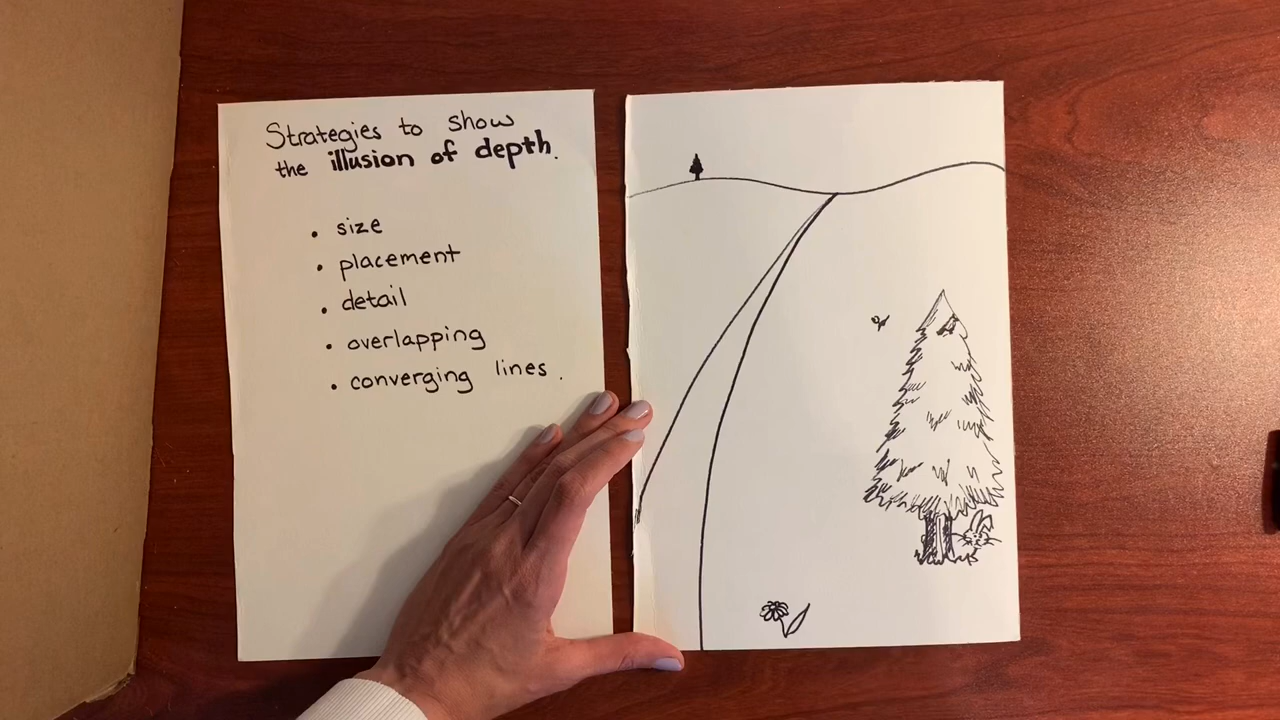 Strategies to show
the illusion of depth.
• size
• placement
• detail
• overlapping
• converging lines.